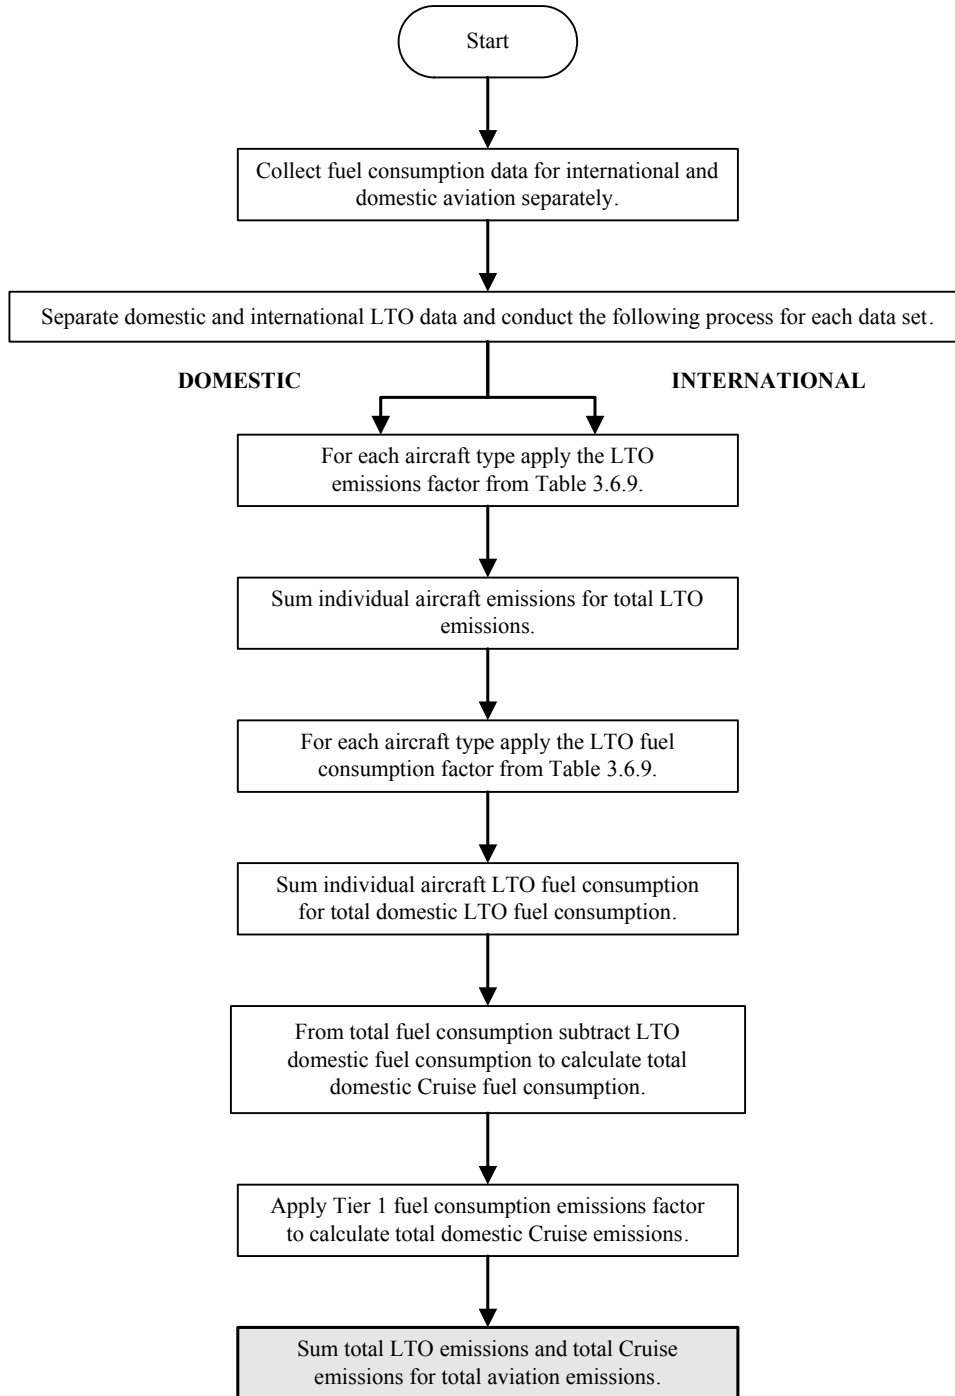 Start
Collect fuel consumption data for international and
domestic aviation separately.
Separate domestic and international LTO data and conduct the following process for each data set.
DOMESTIC
INTERNATIONAL
For each aircraft type apply the LTO
emissions factor from Table 3.6.9.
Sum individual aircraft emissions for total LTO
emissions.
For each aircraft type apply the LTO fuel
consumption factor from Table 3.6.9.
Sum individual aircraft LTO fuel consumption
for total domestic LTO fuel consumption.
From total fuel consumption subtract LTO
domestic fuel consumption to calculate total
domestic Cruise fuel consumption.
Apply Tier 1 fuel consumption emissions factor
to calculate total domestic Cruise emissions.
Sum total LTO emissions and total Cruise
emissions for total aviation emissions.